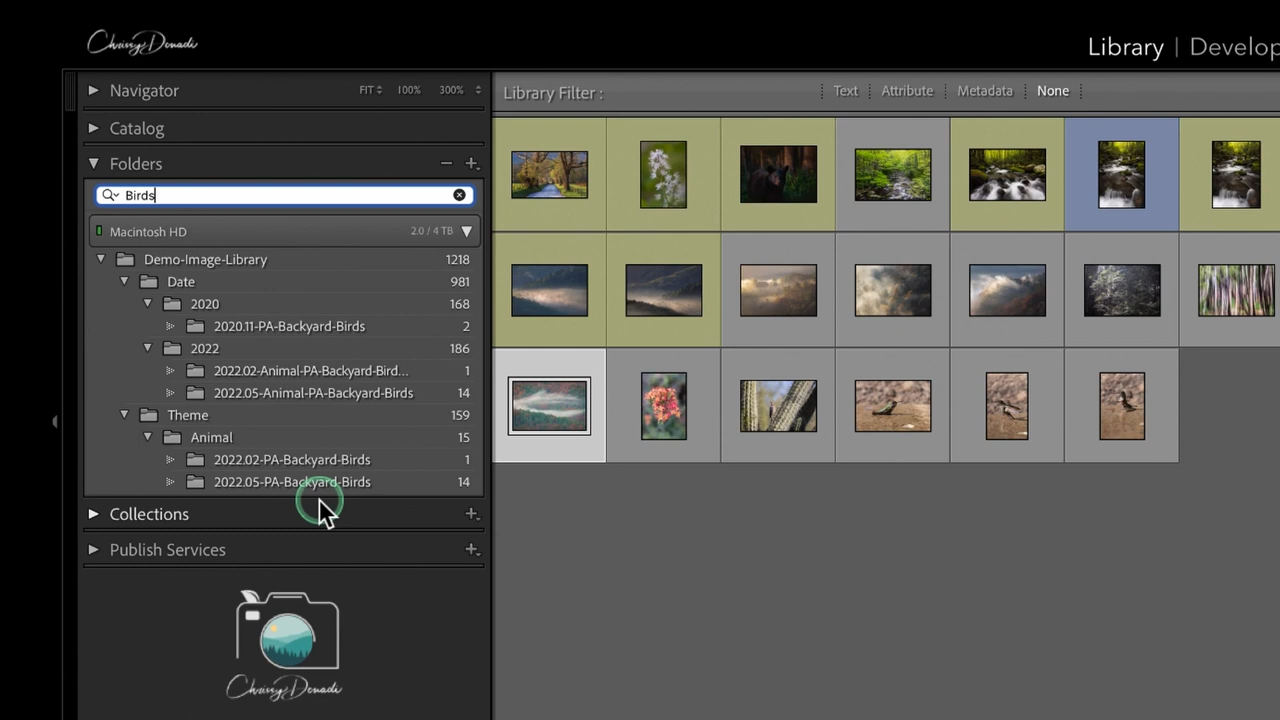 Chrissy Donadi
Library | Develop
Navigator FIT 100% 300%
Catalog
Folders
Birds
Macintosh HD 2.0 / 4 TB
Demo-Image-Library 1218
Date 981
2020 168
2020.11-PA-Backyard-Birds 2
2022 186
2022.02-Animal-PA-Backyard-Bird... 1
2022.05-Animal-PA-Backyard-Birds 14
Theme 159
Animal 15
2022.02-PA-Backyard-Birds 1
2022.05-PA-Backyard-Birds 14
Collections
Publish Services
Chrissy Donadi
Library Filter : Text Attribute Metadata None